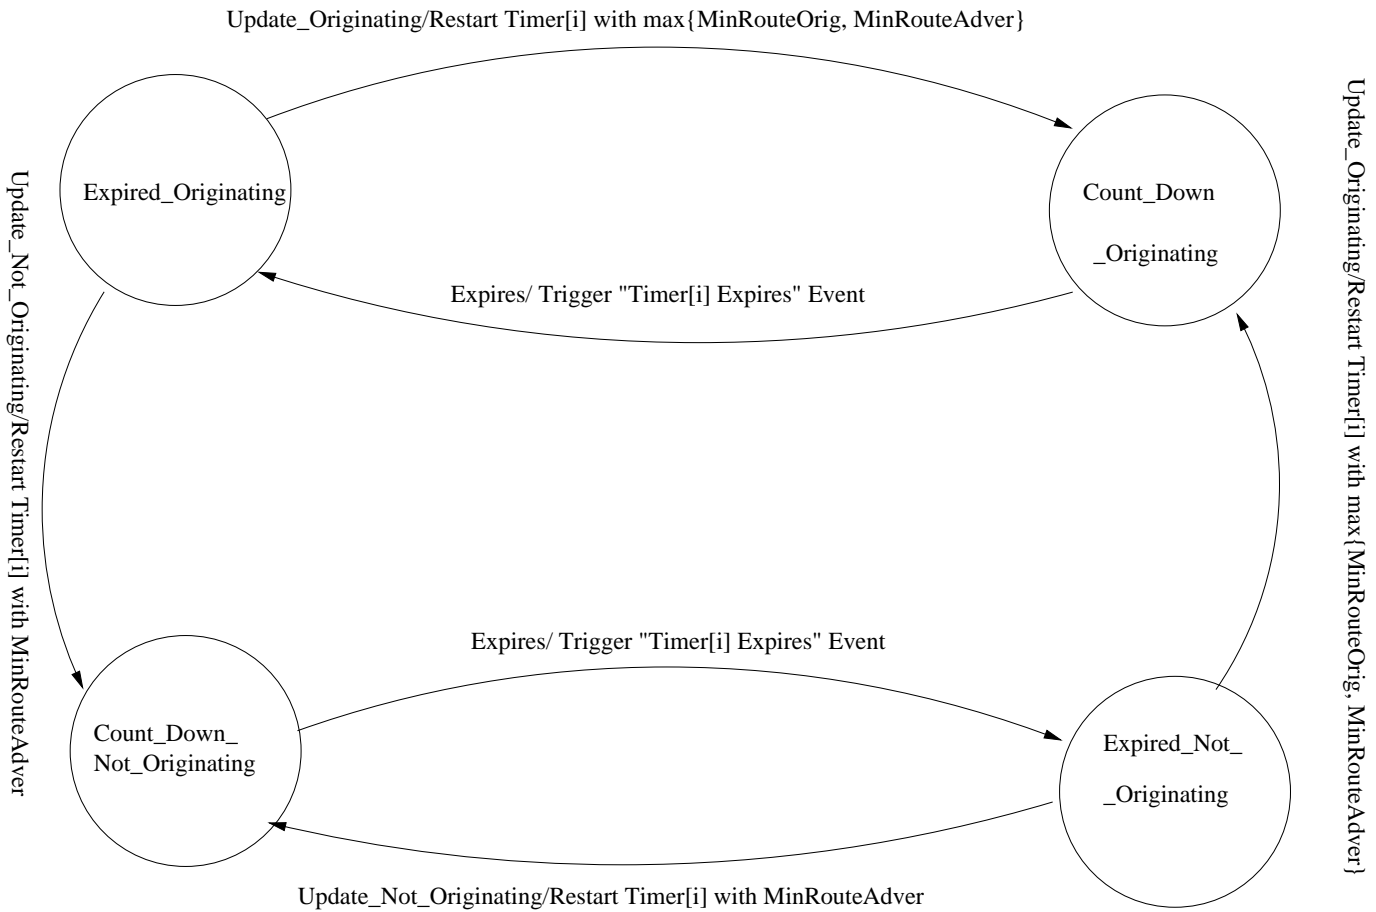 Update_Originating/Restart Timer[i] with max{MinRouteOrig, MinRouteAdver}
Expired_Originating
Count_Down
_Originating
Expires/ Trigger "Timer[i] Expires" Event
Update_Not_Originating/Restart Timer[i] with MinRouteAdver
Update_Originating/Restart Timer[i] with max{MinRouteOrig, MinRouteAdver}
Expires/ Trigger "Timer[i] Expires" Event
Count_Down_
Not_Originating
Expired_Not_
_Originating
Update_Not_Originating/Restart Timer[i] with MinRouteAdver